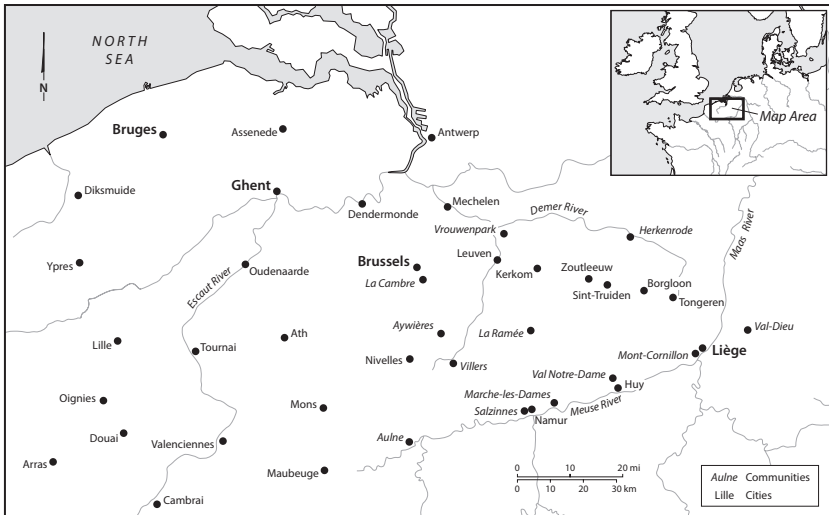 NORTH
SEA
N
Map Area
Bruges
Assenede
Antwerp
Diksmuide
Ghent
Dendermonde
Mechelen
Demer River
Maas River
Vrouwenpark
Herkenrode
Ypres
Escaut River
Oudenaarde
Brussels
La Cambre
Leuven
Kerkom
Zoutleeuw
Sint-Truiden
Borgloon
Tongeren
Lille
Tournai
Ath
Aywières
La Ramée
Val-Dieu
Nivelles
Villers
Mont-Cornillon
Liège
Val Notre-Dame
Huy
Oignies
Mons
Marche-les-Dames
Salzinnes
Namur
Meuse River
Douai
Valenciennes
Aulne
Arras
Maubeuge
Cambrai
0 10 20 mi
0 10 20 30 km
Aulne Communities
Lille Cities